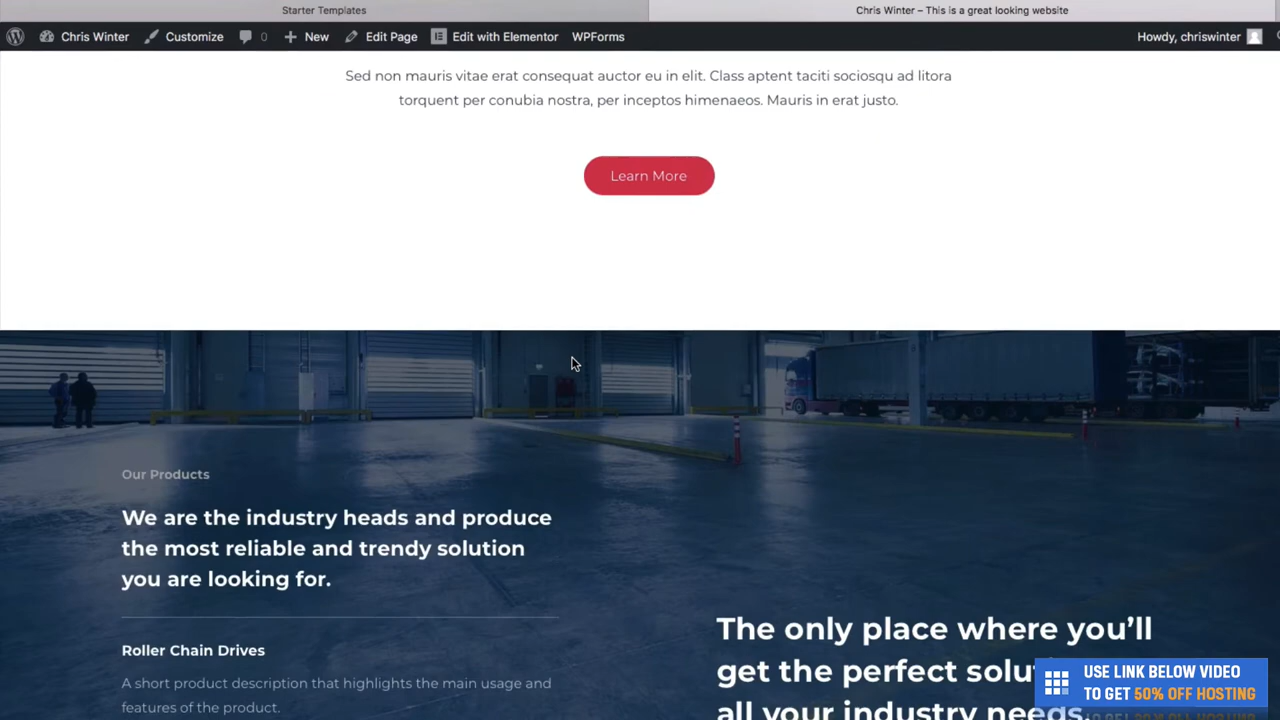 Starter Templates
Chris Winter – This is a great looking website
Chris Winter Customize 0 New Edit Page Edit with Elementor WPForms Howdy, chriswinter
Sed non mauris vitae erat consequat auctor eu in elit. Class aptent taciti sociosqu ad litora
torquent per conubia nostra, per inceptos himenaeos. Mauris in erat justo.
Learn More
Our Products
We are the industry heads and produce
the most reliable and trendy solution
you are looking for.
Roller Chain Drives
A short product description that highlights the main usage and
features of the product.
The only place where you’ll
get the perfect solu
all your industry needs.
USE LINK BELOW VIDEO
TO GET 50% OFF HOSTING